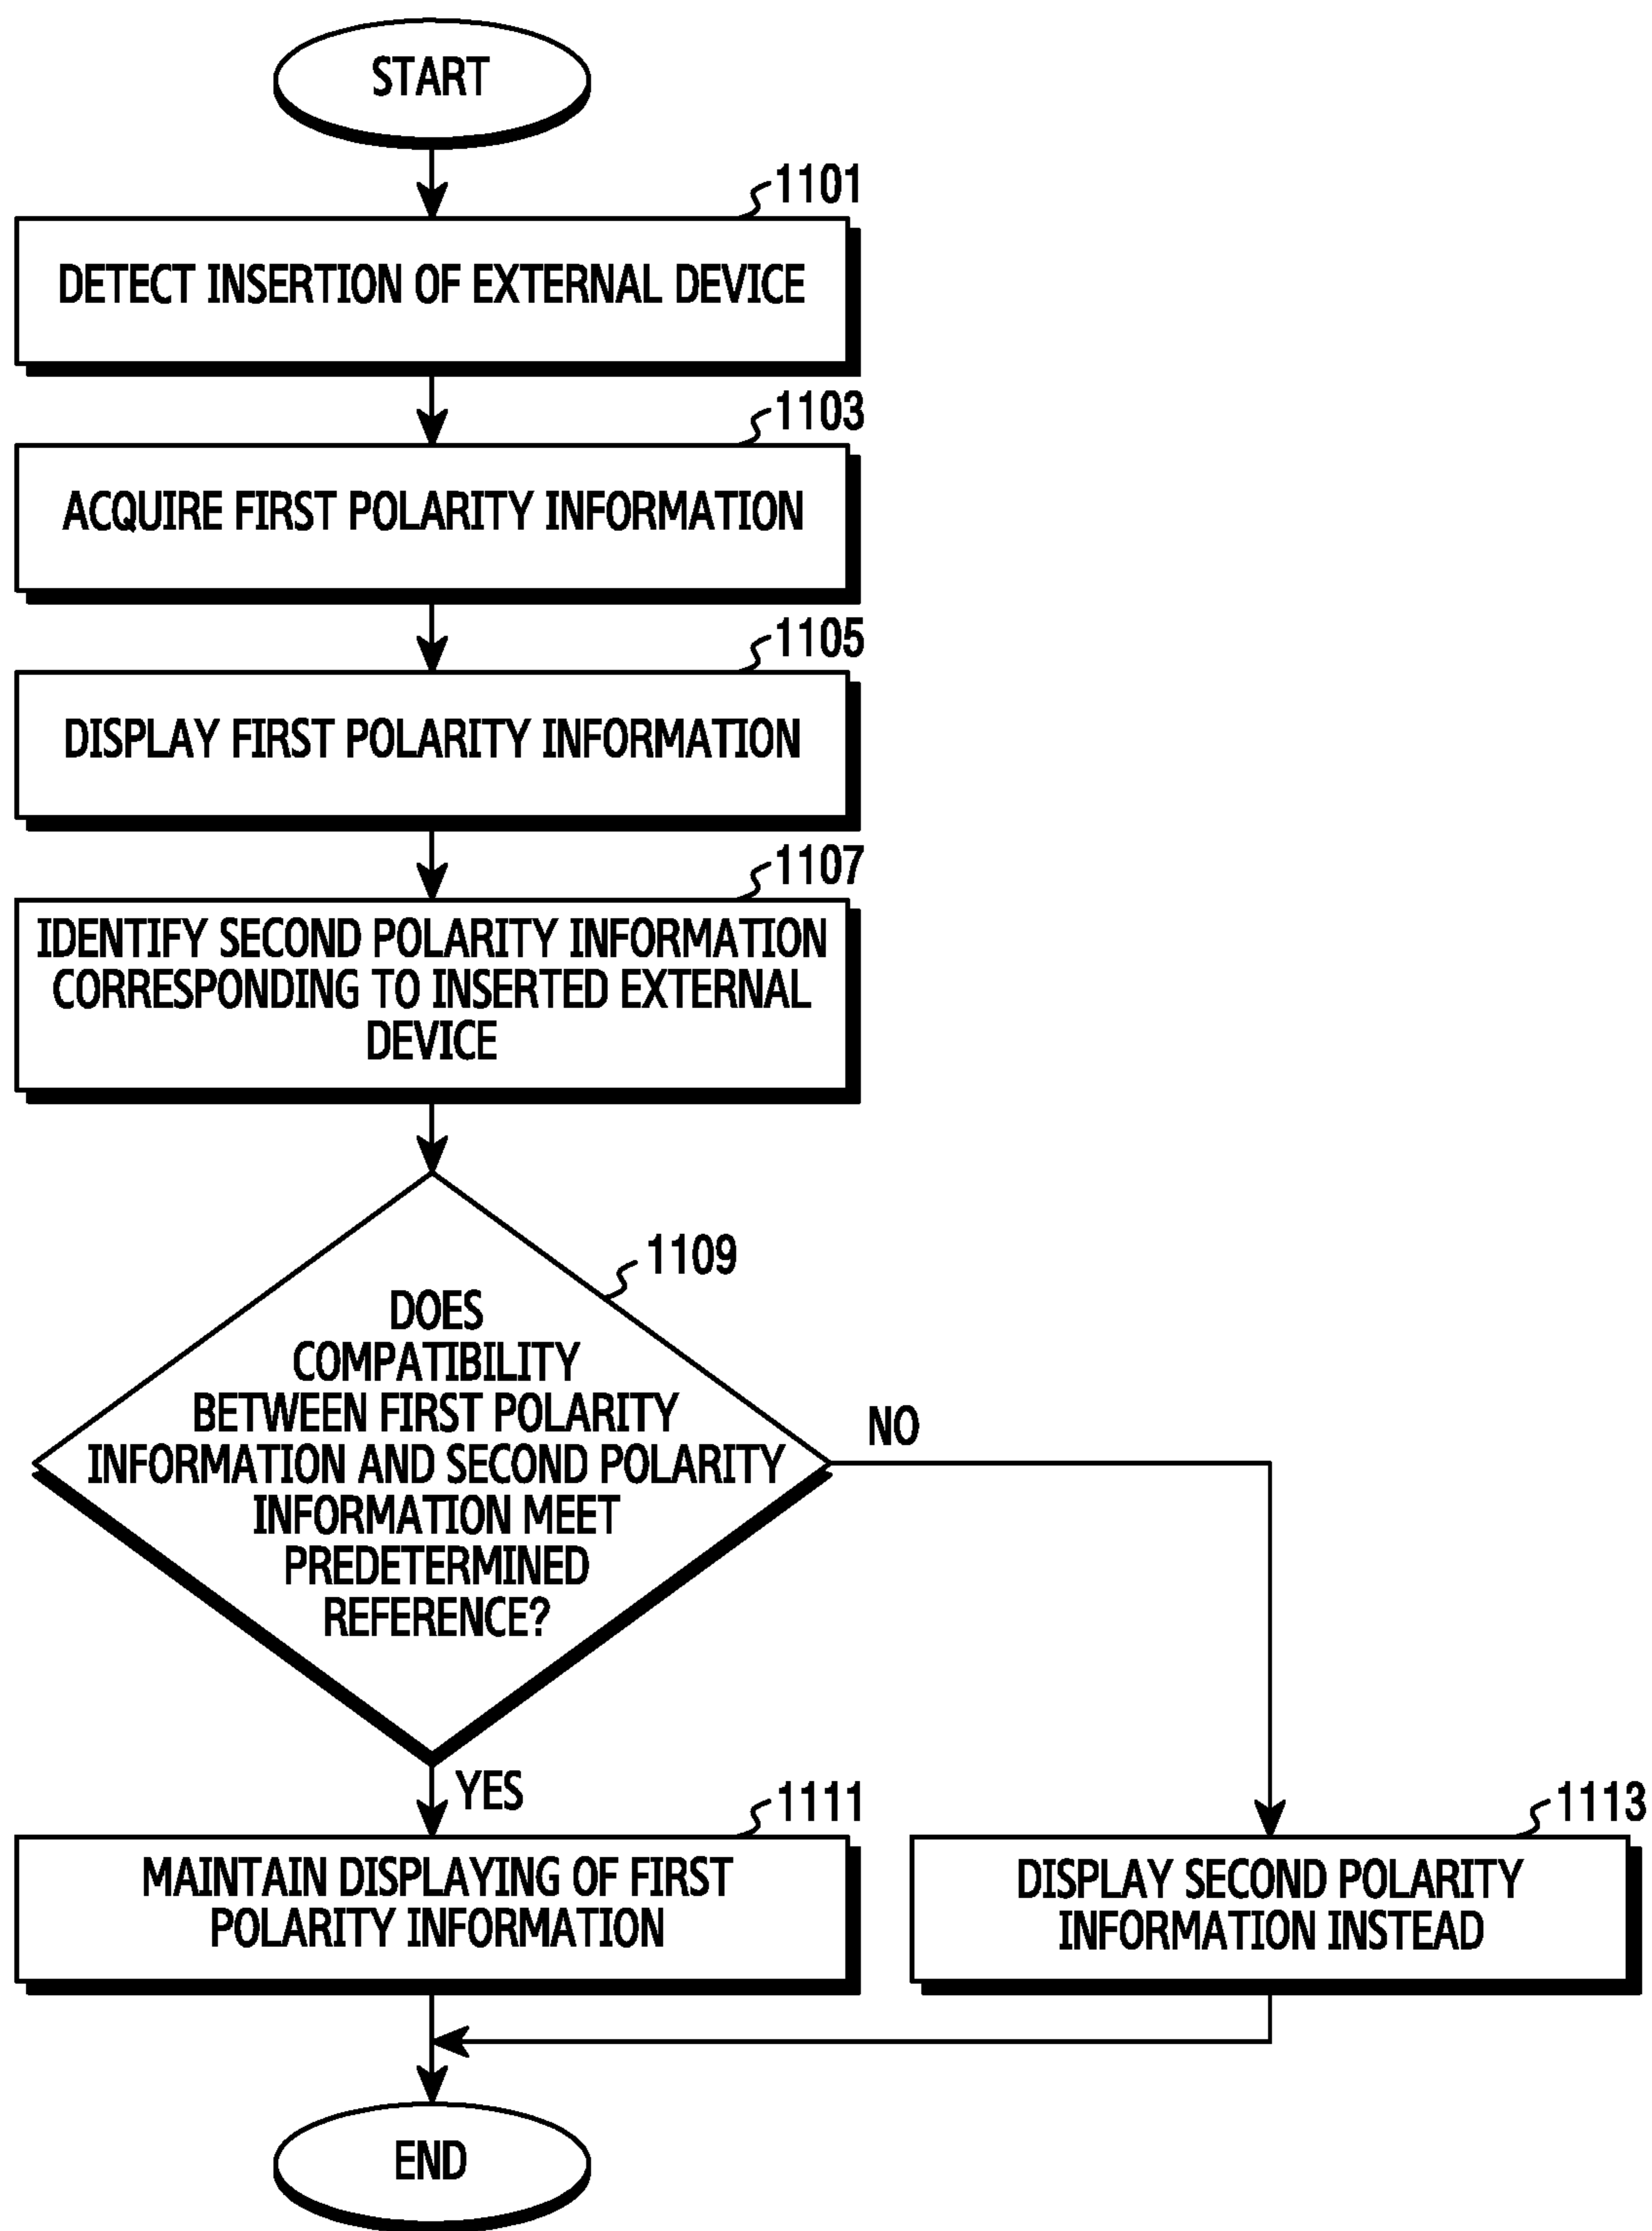 START
1101
DETECT INSERTION OF EXTERNAL DEVICE
1103
ACQUIRE FIRST POLARITY INFORMATION
1105
DISPLAY FIRST POLARITY INFORMATION
1107
IDENTIFY SECOND POLARITY INFORMATION
CORRESPONDING TO INSERTED EXTERNAL
DEVICE
1109
DOES
COMPATIBILITY
BETWEEN FIRST POLARITY
INFORMATION AND SECOND POLARITY
INFORMATION MEET
PREDETERMINED
REFERENCE?
NO
YES
1111
MAINTAIN DISPLAYING OF FIRST
POLARITY INFORMATION
1113
DISPLAY SECOND POLARITY
INFORMATION INSTEAD
END